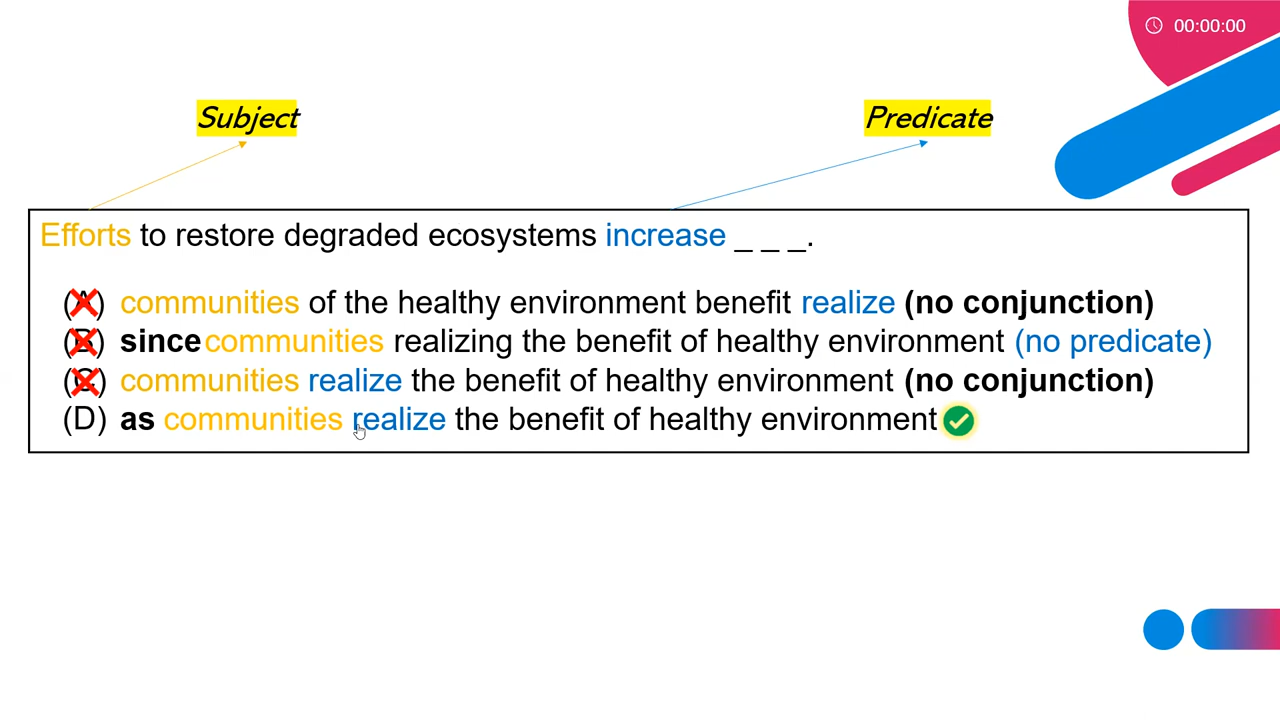 00:00:00
Subject
Predicate
Efforts to restore degraded ecosystems increase _ _ _.
(A) communities of the healthy environment benefit realize (no conjunction)
(B) since communities realizing the benefit of healthy environment (no predicate)
(C) communities realize the benefit of healthy environment (no conjunction)
(D) as communities realize the benefit of healthy environment